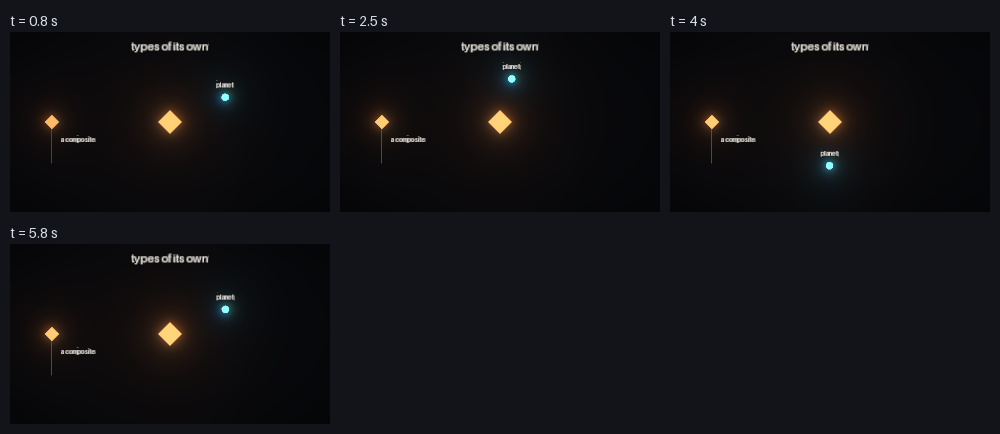 t = 0.8 s
t = 2.5 s
t = 4 s
types of its own
types of its own
types of its own
planet
planet
planet
a composite
a composite
a composite
t = 5.8 s
types of its own
planet
a composite